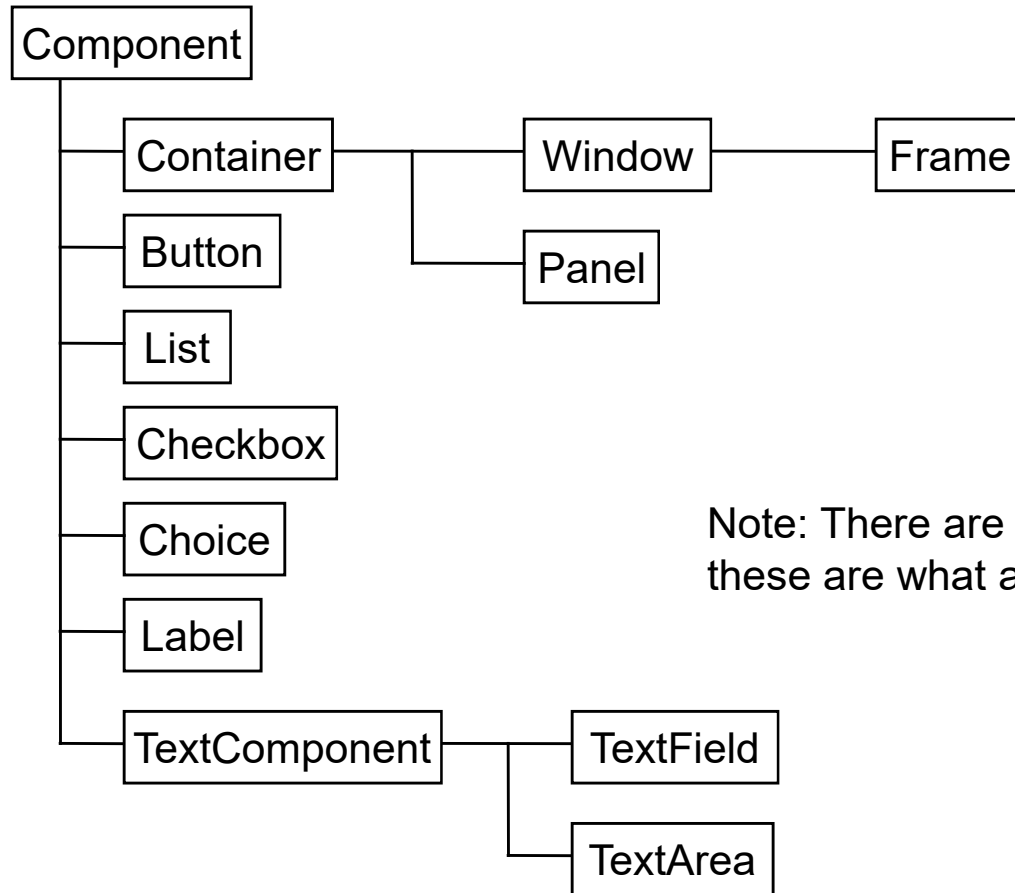 Component
Container
Window
Frame
Button
Panel
List
Checkbox
Choice
Note: There are
these are what a
Label
TextComponent
TextField
TextArea